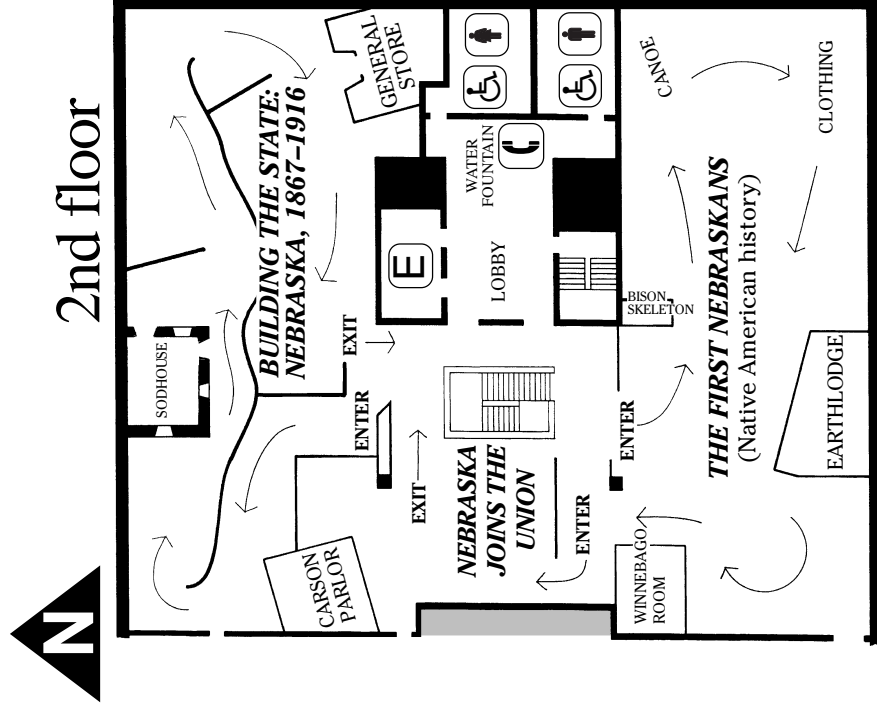 2nd floor
N
SODHOUSE
BUILDING THE STATE:
NEBRASKA, 1867–1916
GENERAL
STORE
CARSON
PARLOR
ENTER
EXIT
E
WATER
FOUNTAIN
LOBBY
EXIT
NEBRASKA
JOINS THE
UNION
ENTER
ENTER
BISON
SKELETON
WINNEBAGO
ROOM
CANOE
THE FIRST NEBRASKANS
(Native American history)
CLOTHING
EARTHLODGE